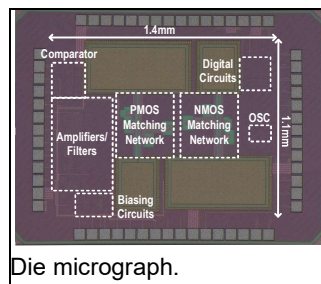 1.4mm
Comparator
Digital
Circuits
PMOS
Matching
Network
NMOS
Matching
Network
OSC
1.1mm
Amplifiers/
Filters
Biasing
Circuits
Die micrograph.